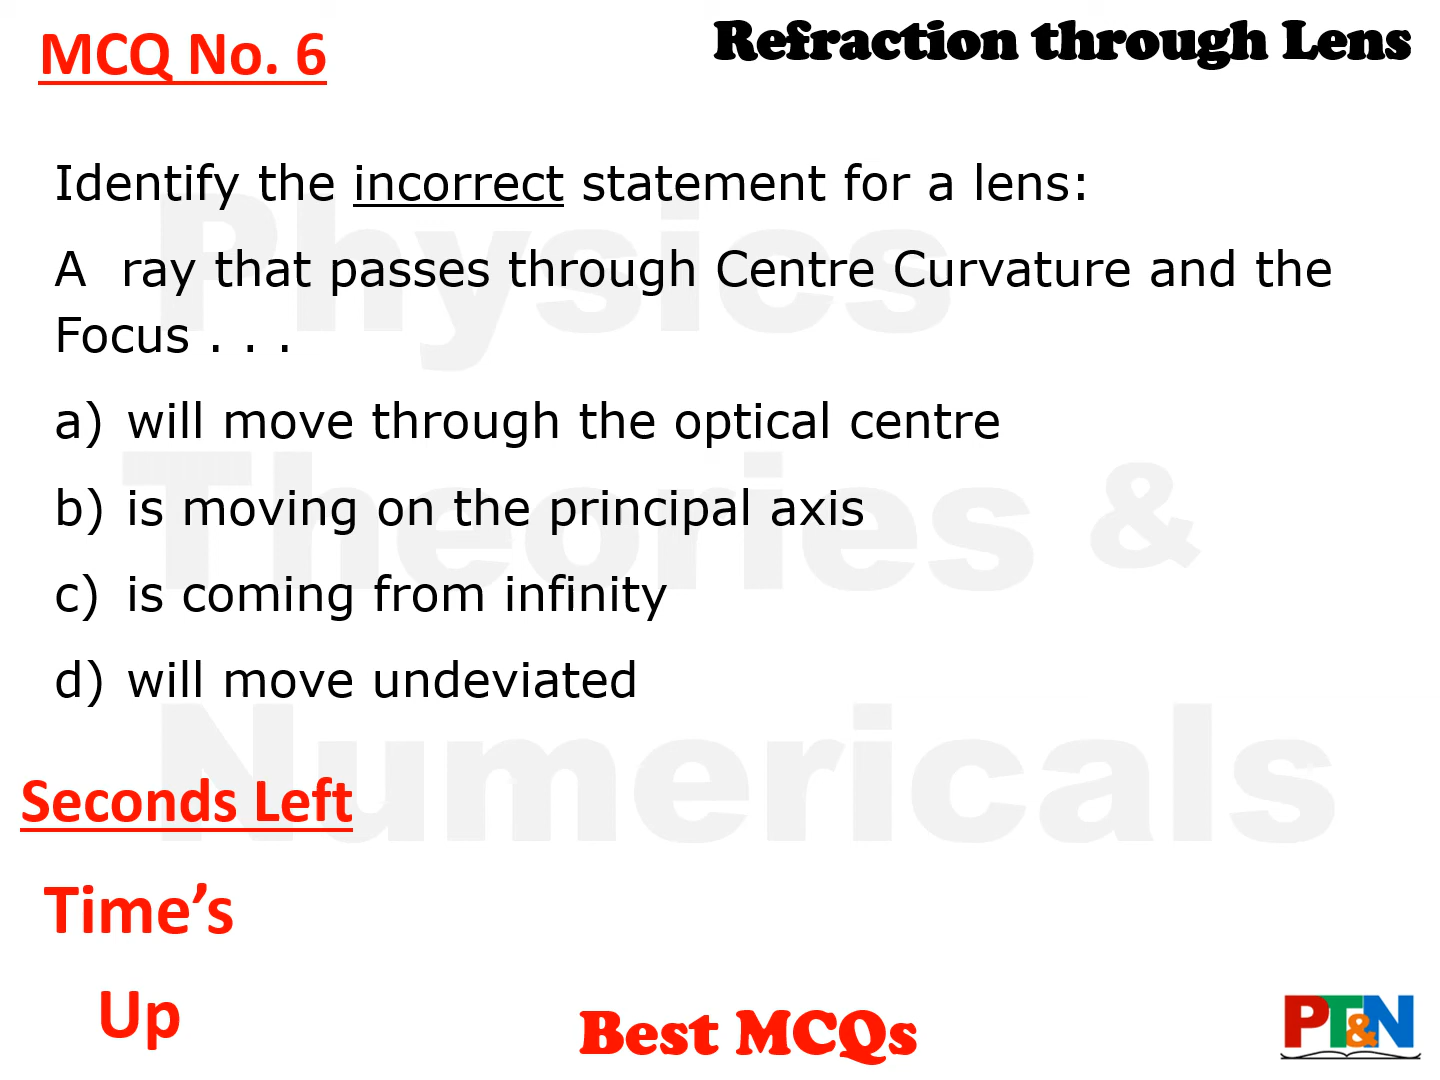 MCQ No. 6
Refraction through Lens
Identify the incorrect statement for a lens:
A ray that passes through Centre Curvature and the
Focus . . .
a) will move through the optical centre
b) is moving on the principal axis
c) is coming from infinity
d) will move undeviated
Physics
Theories &
Numericals
Seconds Left
Time’s
Up
Best MCQs
PT&N